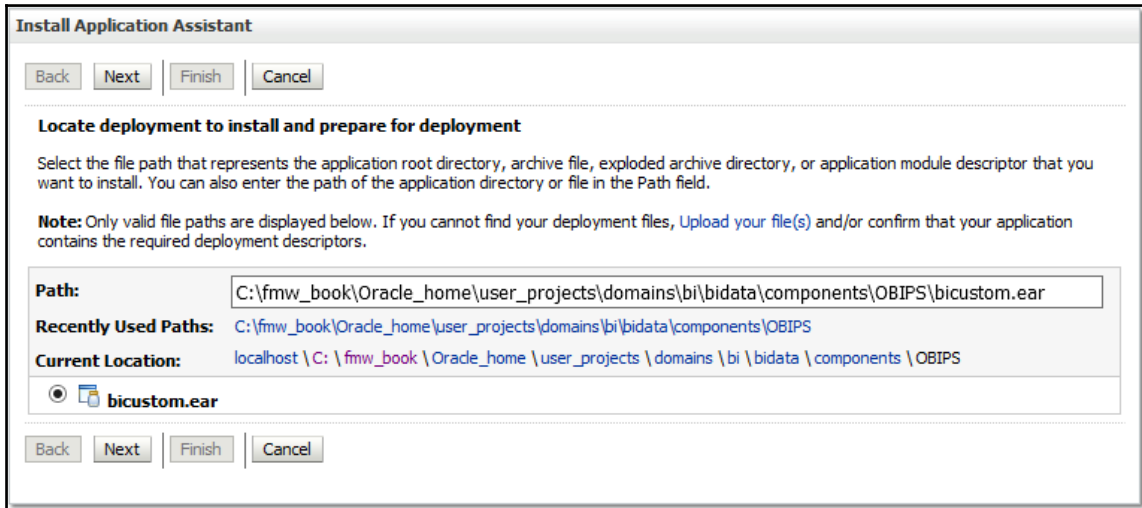 Install Application Assistant
Back Next Finish Cancel
Locate deployment to install and prepare for deployment
Select the file path that represents the application root directory, archive file, exploded archive directory, or application module descriptor that you
want to install. You can also enter the path of the application directory or file in the Path field.
Note: Only valid file paths are displayed below. If you cannot find your deployment files, Upload your file(s) and/or confirm that your application
contains the required deployment descriptors.
Path: C:\fmw_book\Oracle_home\user_projects\domains\bi\bidata\components\OBIPS\bicustom.ear
Recently Used Paths: C:\fmw_book\Oracle_home\user_projects\domains\bi\bidata\components\OBIPS
Current Location: localhost \ C: \ fmw_book \ Oracle_home \ user_projects \ domains \ bi \ bidata \ components \ OBIPS
bicustom.ear
Back Next Finish Cancel